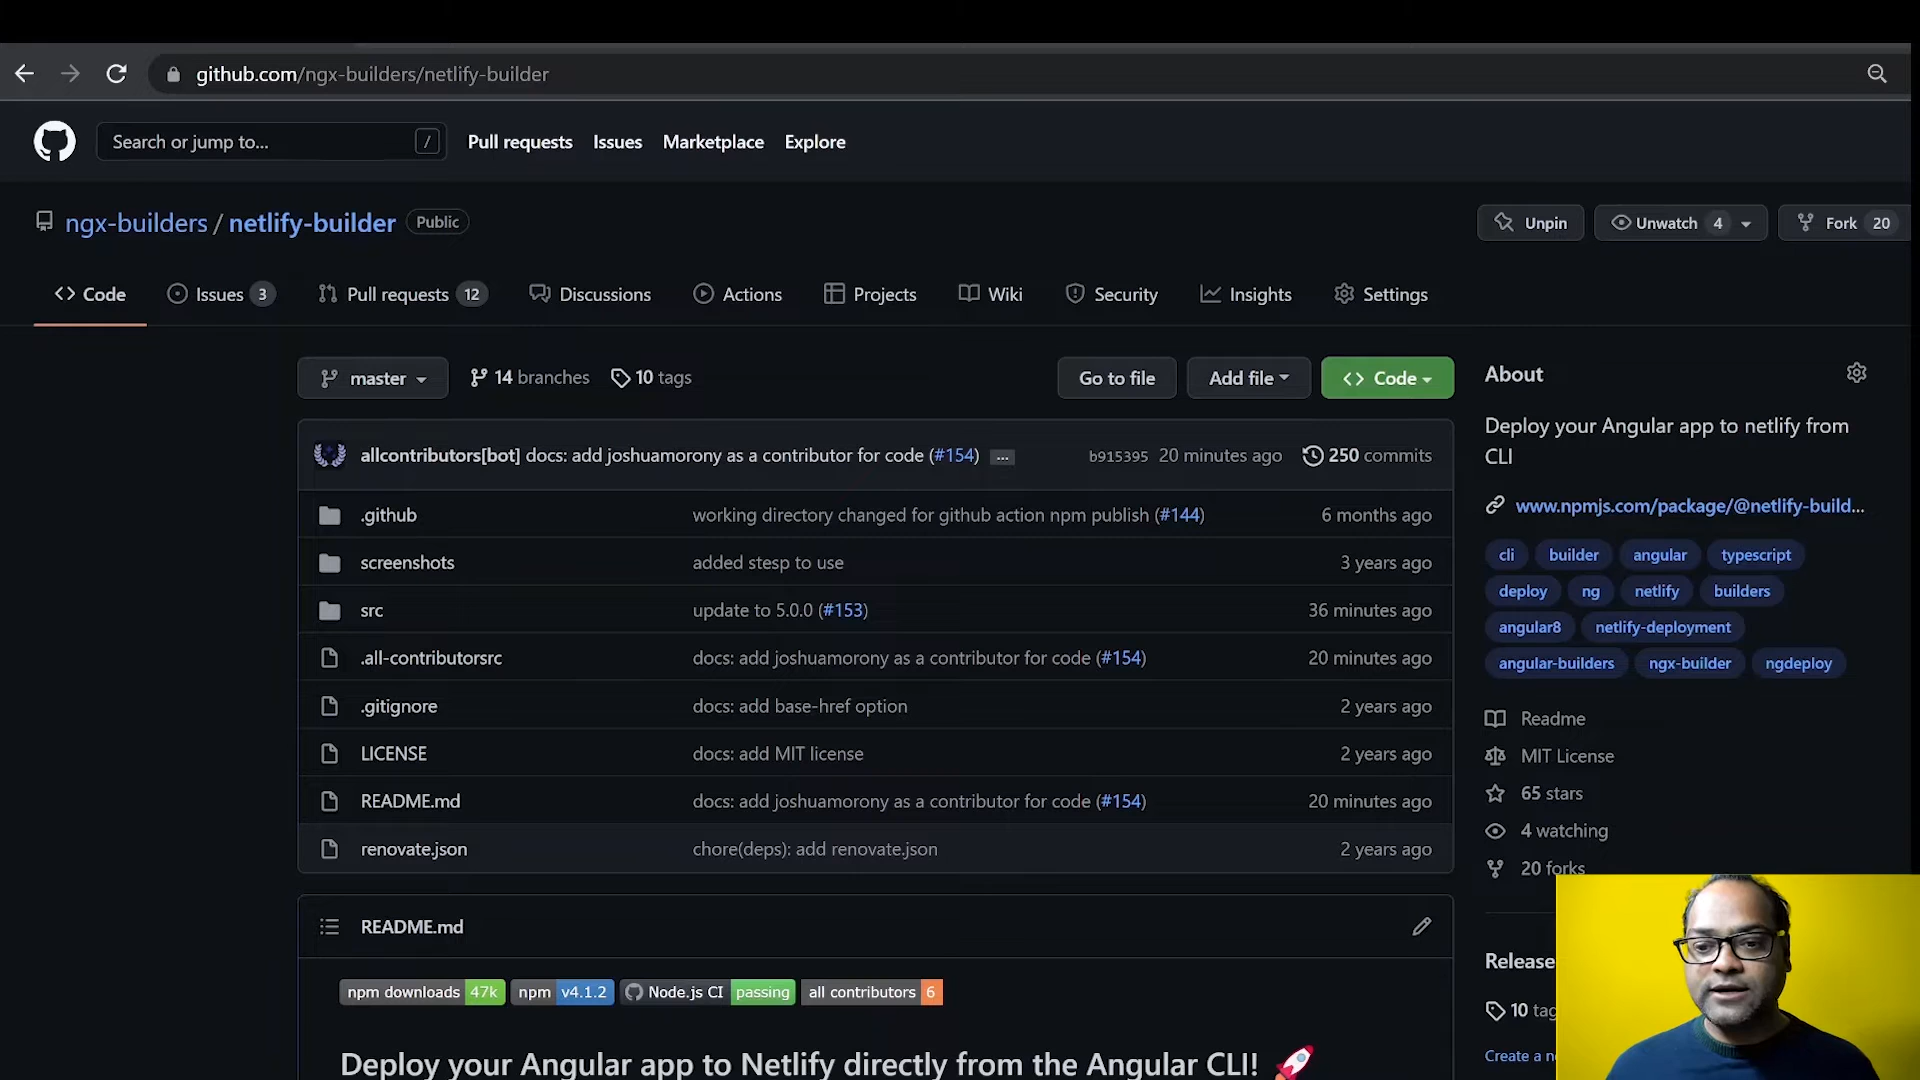 github.com/ngx-builders/netlify-builder
Search or jump to... /
Pull requests Issues Marketplace Explore
ngx-builders / netlify-builder Public
Unpin Unwatch 4 Fork 20
Code Issues 3 Pull requests 12 Discussions Actions Projects Wiki Security Insights Settings
master 14 branches 10 tags Go to file Add file Code
allcontributors[bot] docs: add joshuamorony as a contributor for code (#154) ... b915395 20 minutes ago 250 commits
.github working directory changed for github action npm publish (#144) 6 months ago
screenshots added stesp to use 3 years ago
src update to 5.0.0 (#153) 36 minutes ago
.all-contributorsrc docs: add joshuamorony as a contributor for code (#154) 20 minutes ago
.gitignore docs: add base-href option 2 years ago
LICENSE docs: add MIT license 2 years ago
README.md docs: add joshuamorony as a contributor for code (#154) 20 minutes ago
renovate.json chore(deps): add renovate.json 2 years ago
README.md
npm downloads 47k npm v4.1.2 Node.js CI passing all contributors 6
Deploy your Angular app to Netlify directly from the Angular CLI! 🚀
About
Deploy your Angular app to netlify from
CLI
www.npmjs.com/package/@netlify-build...
cli builder angular typescript
deploy ng netlify builders
angular8 netlify-deployment
angular-builders ngx-builder ngdeploy
Readme
MIT License
65 stars
4 watching
20 forks
Release
10 tag
Create a n